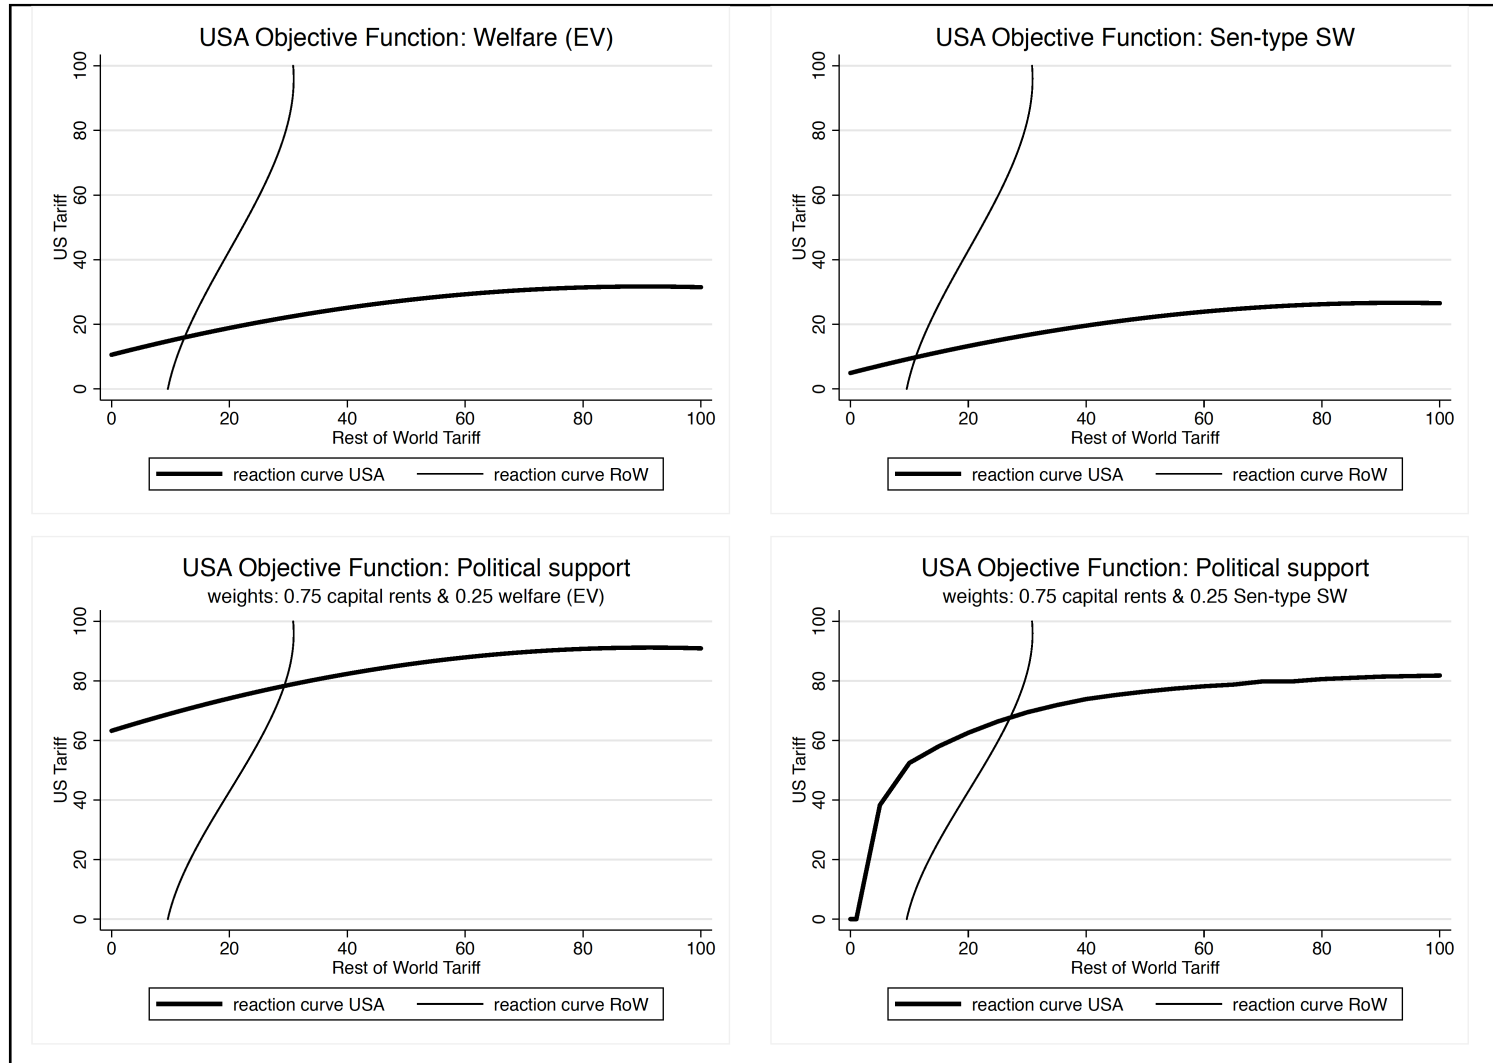 USA Objective Function: Welfare (EV)
US Tariff
100
80
60
40
20
0
0 20 40 60 80 100
Rest of World Tariff
reaction curve USA reaction curve RoW
USA Objective Function: Sen-type SW
US Tariff
100
80
60
40
20
0
0 20 40 60 80 100
Rest of World Tariff
reaction curve USA reaction curve RoW
USA Objective Function: Political support
weights: 0.75 capital rents & 0.25 welfare (EV)
US Tariff
100
80
60
40
20
0
0 20 40 60 80 100
Rest of World Tariff
reaction curve USA reaction curve RoW
USA Objective Function: Political support
weights: 0.75 capital rents & 0.25 Sen-type SW
US Tariff
100
80
60
40
20
0
0 20 40 60 80 100
Rest of World Tariff
reaction curve USA reaction curve RoW